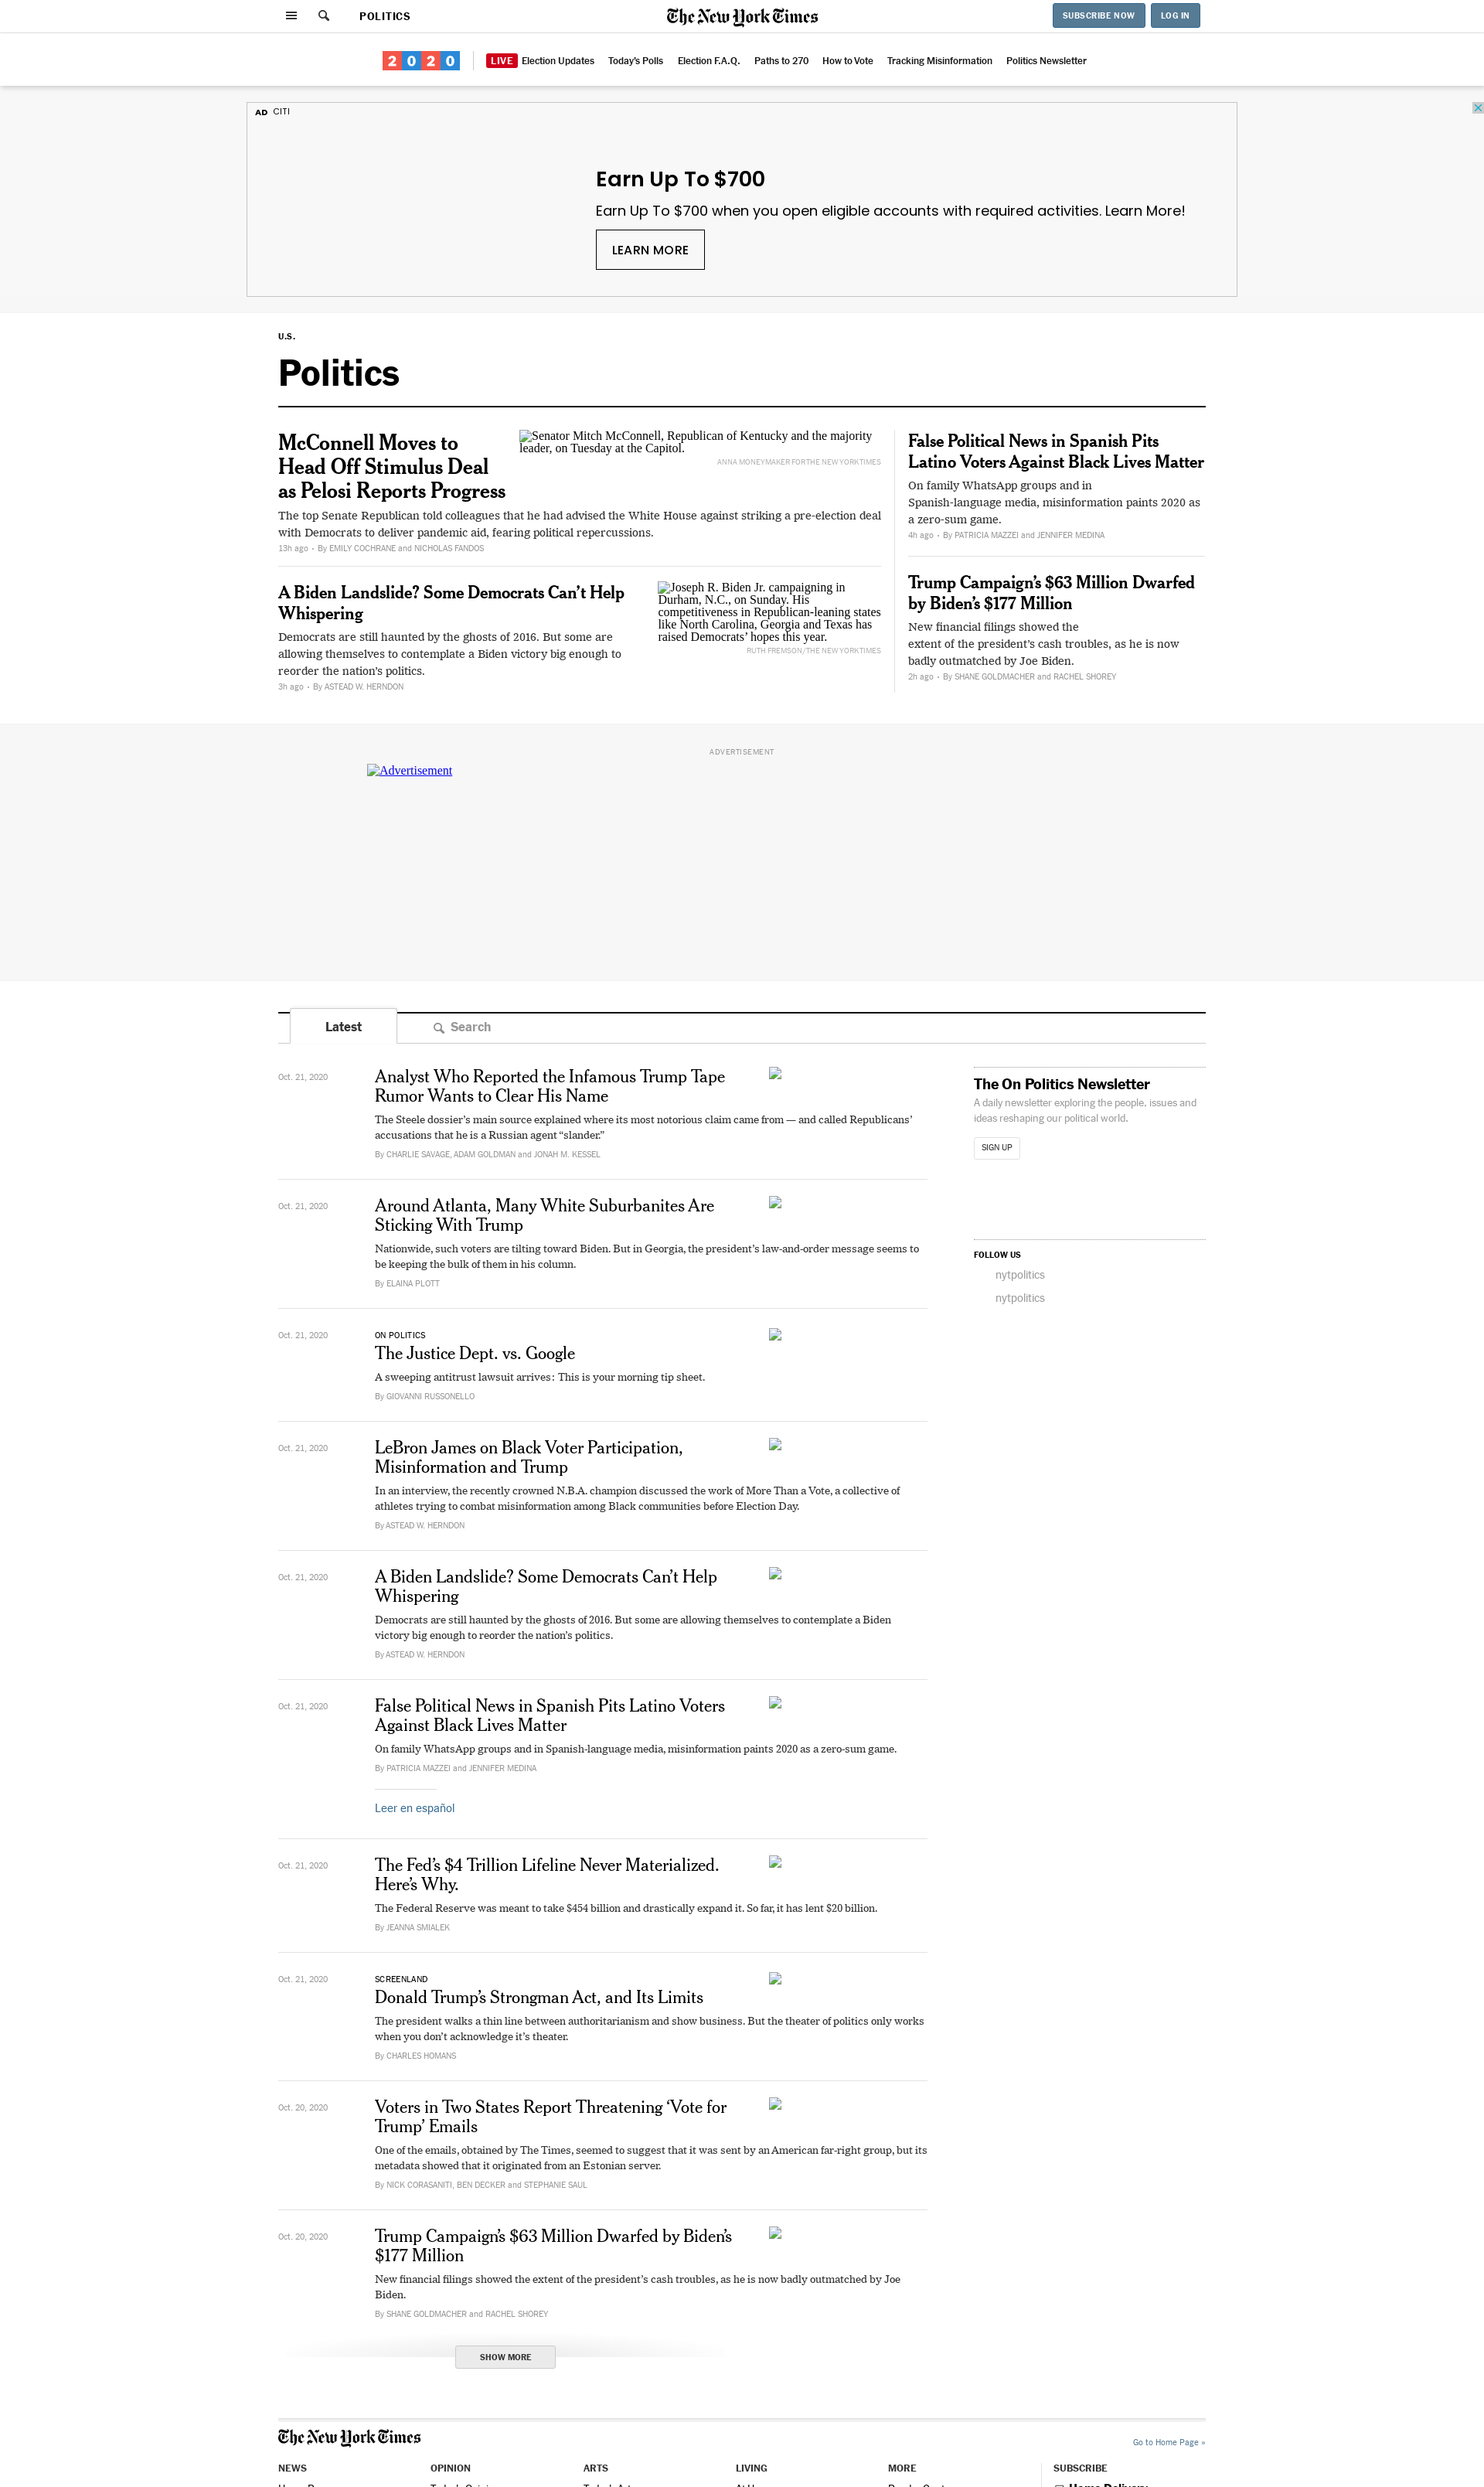 POLITICS
The New York Times
SUBSCRIBE NOW
LOG IN
2020
LIVE Election Updates
Today's Polls
Election F.A.Q.
Paths to 270
How to Vote
Tracking Misinformation
Politics Newsletter
AD CITI
Earn Up To $700
Earn Up To $700 when you open eligible accounts with required activities. Learn More!
LEARN MORE
U.S.
Politics
McConnell Moves to
Head Off Stimulus Deal
as Pelosi Reports Progress
Senator Mitch McConnell, Republican of Kentucky and the majority
leader, on Tuesday at the Capitol.
ANNA MONEYMAKER FOR THE NEW YORK TIMES
The top Senate Republican told colleagues that he had advised the White House against striking a pre-election deal
with Democrats to deliver pandemic aid, fearing political repercussions.
13h ago • By EMILY COCHRANE and NICHOLAS FANDOS
A Biden Landslide? Some Democrats Can’t Help
Whispering
Democrats are still haunted by the ghosts of 2016. But some are
allowing themselves to contemplate a Biden victory big enough to
reorder the nation’s politics.
3h ago • By ASTEAD W. HERNDON
Joseph R. Biden Jr. campaigning in
Durham, N.C., on Sunday. His
competitiveness in Republican-leaning states
like North Carolina, Georgia and Texas has
raised Democrats’ hopes this year.
RUTH FREMSON/THE NEW YORK TIMES
False Political News in Spanish Pits
Latino Voters Against Black Lives Matter
On family WhatsApp groups and in
Spanish-language media, misinformation paints 2020 as
a zero-sum game.
4h ago • By PATRICIA MAZZEI and JENNIFER MEDINA
Trump Campaign’s $63 Million Dwarfed
by Biden’s $177 Million
New financial filings showed the
extent of the president’s cash troubles, as he is now
badly outmatched by Joe Biden.
2h ago • By SHANE GOLDMACHER and RACHEL SHOREY
ADVERTISEMENT
Advertisement
Latest
Search
Oct. 21, 2020
Analyst Who Reported the Infamous Trump Tape
Rumor Wants to Clear His Name
The Steele dossier’s main source explained where its most notorious claim came from — and called Republicans’
accusations that he is a Russian agent “slander.”
By CHARLIE SAVAGE, ADAM GOLDMAN and JONAH M. KESSEL
Oct. 21, 2020
Around Atlanta, Many White Suburbanites Are
Sticking With Trump
Nationwide, such voters are tilting toward Biden. But in Georgia, the president’s law-and-order message seems to
be keeping the bulk of them in his column.
By ELAINA PLOTT
Oct. 21, 2020
ON POLITICS
The Justice Dept. vs. Google
A sweeping antitrust lawsuit arrives: This is your morning tip sheet.
By GIOVANNI RUSSONELLO
Oct. 21, 2020
LeBron James on Black Voter Participation,
Misinformation and Trump
In an interview, the recently crowned N.B.A. champion discussed the work of More Than a Vote, a collective of
athletes trying to combat misinformation among Black communities before Election Day.
By ASTEAD W. HERNDON
Oct. 21, 2020
A Biden Landslide? Some Democrats Can’t Help
Whispering
Democrats are still haunted by the ghosts of 2016. But some are allowing themselves to contemplate a Biden
victory big enough to reorder the nation’s politics.
By ASTEAD W. HERNDON
Oct. 21, 2020
False Political News in Spanish Pits Latino Voters
Against Black Lives Matter
On family WhatsApp groups and in Spanish-language media, misinformation paints 2020 as a zero-sum game.
By PATRICIA MAZZEI and JENNIFER MEDINA
Leer en español
Oct. 21, 2020
The Fed’s $4 Trillion Lifeline Never Materialized.
Here’s Why.
The Federal Reserve was meant to take $454 billion and drastically expand it. So far, it has lent $20 billion.
By JEANNA SMIALEK
Oct. 21, 2020
SCREENLAND
Donald Trump’s Strongman Act, and Its Limits
The president walks a thin line between authoritarianism and show business. But the theater of politics only works
when you don’t acknowledge it’s theater.
By CHARLES HOMANS
Oct. 20, 2020
Voters in Two States Report Threatening ‘Vote for
Trump’ Emails
One of the emails, obtained by The Times, seemed to suggest that it was sent by an American far-right group, but its
metadata showed that it originated from an Estonian server.
By NICK CORASANITI, BEN DECKER and STEPHANIE SAUL
Oct. 20, 2020
Trump Campaign’s $63 Million Dwarfed by Biden’s
$177 Million
New financial filings showed the extent of the president’s cash troubles, as he is now badly outmatched by Joe
Biden.
By SHANE GOLDMACHER and RACHEL SHOREY
SHOW MORE
The On Politics Newsletter
A daily newsletter exploring the people, issues and
ideas reshaping our political world.
SIGN UP
FOLLOW US
nytpolitics
nytpolitics
The New York Times
Go to Home Page »
NEWS
OPINION
ARTS
LIVING
MORE
SUBSCRIBE
Home Delivery